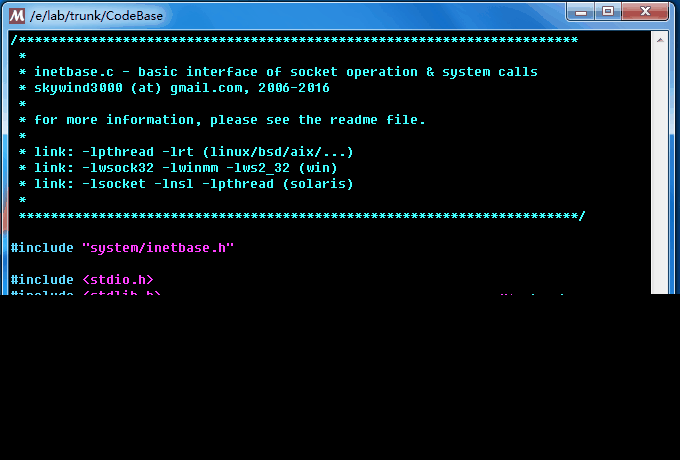 /e/lab/trunk/CodeBase
/**********************************************************************
*
* inetbase.c - basic interface of socket operation & system calls
* skywind3000 (at) gmail.com, 2006-2016
*
* for more information, please see the readme file.
*
* link: -lpthread -lrt (linux/bsd/aix/...)
* link: -lwsock32 -lwinmm -lws2_32 (win)
* link: -lsocket -lnsl -lpthread (solaris)
*
**********************************************************************/
#include "system/inetbase.h"
#include <stdio.h>
#include <stdlib.h>